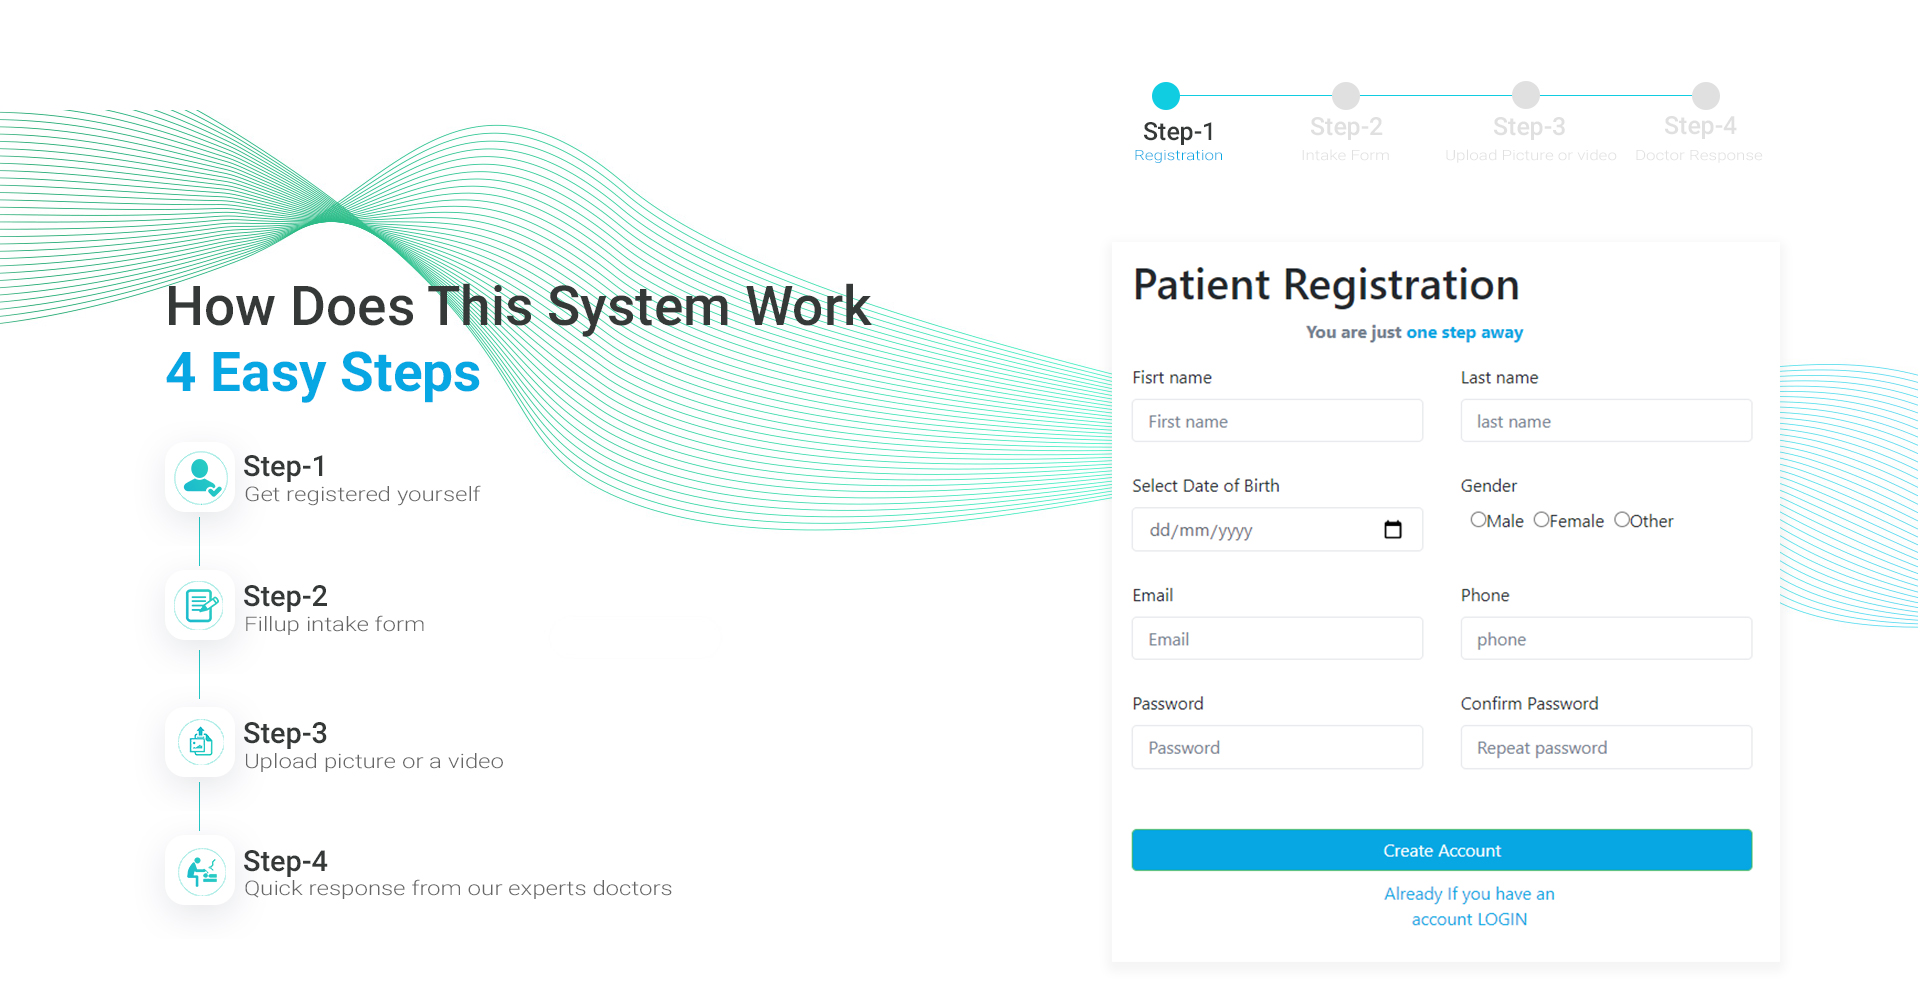 How Does This System Work
4 Easy Steps
Step-1
Get registered yourself
Step-2
Fillup intake form
Step-3
Upload picture or a video
Step-4
Quick response from our experts doctors
Step-1
Registration
Step-2
Intake Form
Step-3
Upload Picture or video
Step-4
Doctor Response
Patient Registration
You are just one step away
Fisrt name
First name
Last name
last name
Select Date of Birth
dd/mm/yyyy
Gender
Male Female Other
Email
Email
Phone
phone
Password
Password
Confirm Password
Repeat password
Create Account
Already If you have an
account LOGIN